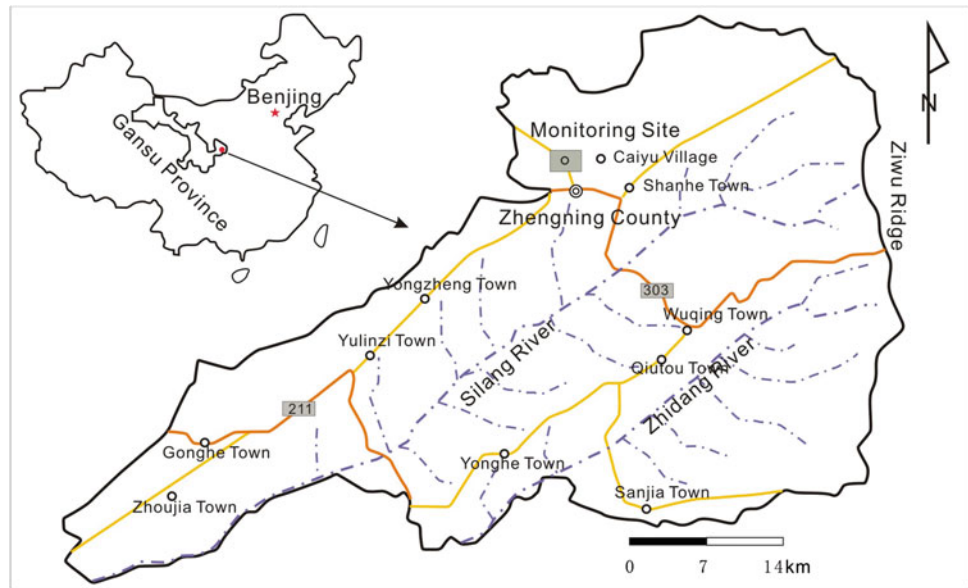 Benjing
Gansu Province
N
Monitoring Site
Caiyu Village
Shanhe Town
Zhengning County
Ziwu Ridge
Yongzheng Town
303
Wuqing Town
Yulinzi Town
Silang River
Qiutou Town
Zhidang River
211
Gonghe Town
Yonghe Town
Zhoujia Town
Sanjia Town
0 7 14km